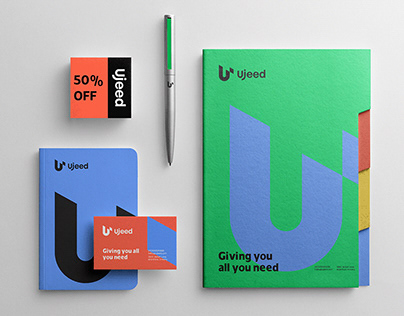 50%
OFF
Ujeed
Ujeed
Ujeed
Giving you
all you need
Ujeed
Giving you all
you need